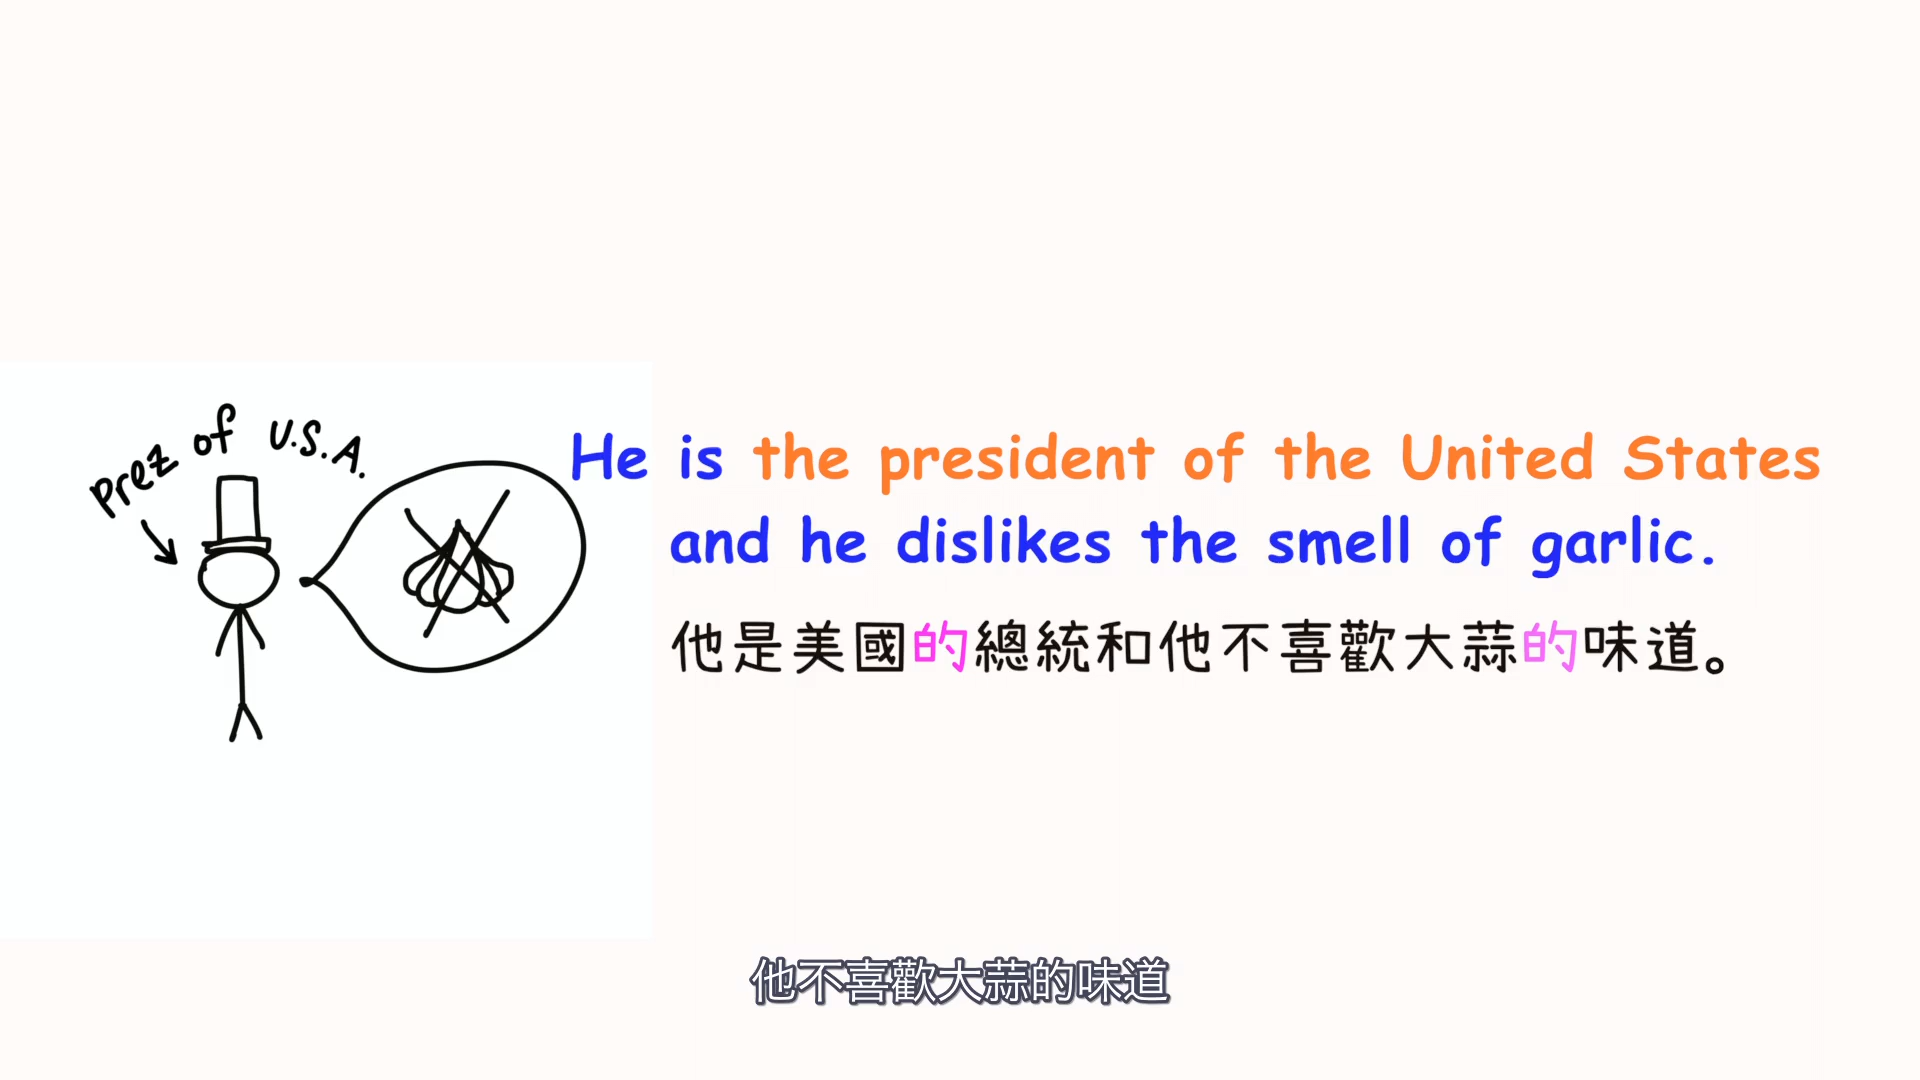 Prez of U.S.A.
He is the president of the United States
and he dislikes the smell of garlic.
他是美國的總統和他不喜歡大蒜的味道。
他不喜歡大蒜的味道